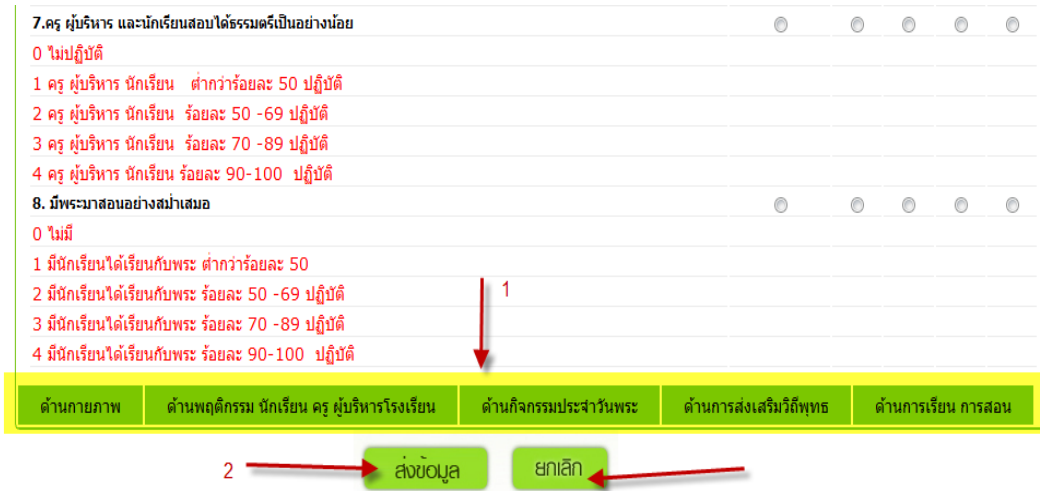 7.ครู ผู้บริหาร และนักเรียนสอบได้ธรรมตรีเป็นอย่างน้อย
0 ไม่ปฏิบัติ
1 ครู ผู้บริหาร นักเรียน ต่ำกว่าร้อยละ 50 ปฏิบัติ
2 ครู ผู้บริหาร นักเรียน ร้อยละ 50 -69 ปฏิบัติ
3 ครู ผู้บริหาร นักเรียน ร้อยละ 70 -89 ปฏิบัติ
4 ครู ผู้บริหาร นักเรียน ร้อยละ 90-100 ปฏิบัติ
8. มีพระมาสอนอย่างสม่ำเสมอ
0 ไม่มี
1 มีนักเรียนได้เรียนกับพระ ต่ำกว่าร้อยละ 50
2 มีนักเรียนได้เรียนกับพระ ร้อยละ 50 -69 ปฏิบัติ
1
3 มีนักเรียนได้เรียนกับพระ ร้อยละ 70 -89 ปฏิบัติ
4 มีนักเรียนได้เรียนกับพระ ร้อยละ 90-100 ปฏิบัติ
ด้านกายภาพ ด้านพฤติกรรม นักเรียน ครู ผู้บริหารโรงเรียน ด้านกิจกรรมประจำวันพระ ด้านการส่งเสริมวิถีพุทธ ด้านการเรียน การสอน
2 ส่งข้อมูล ยกเลิก